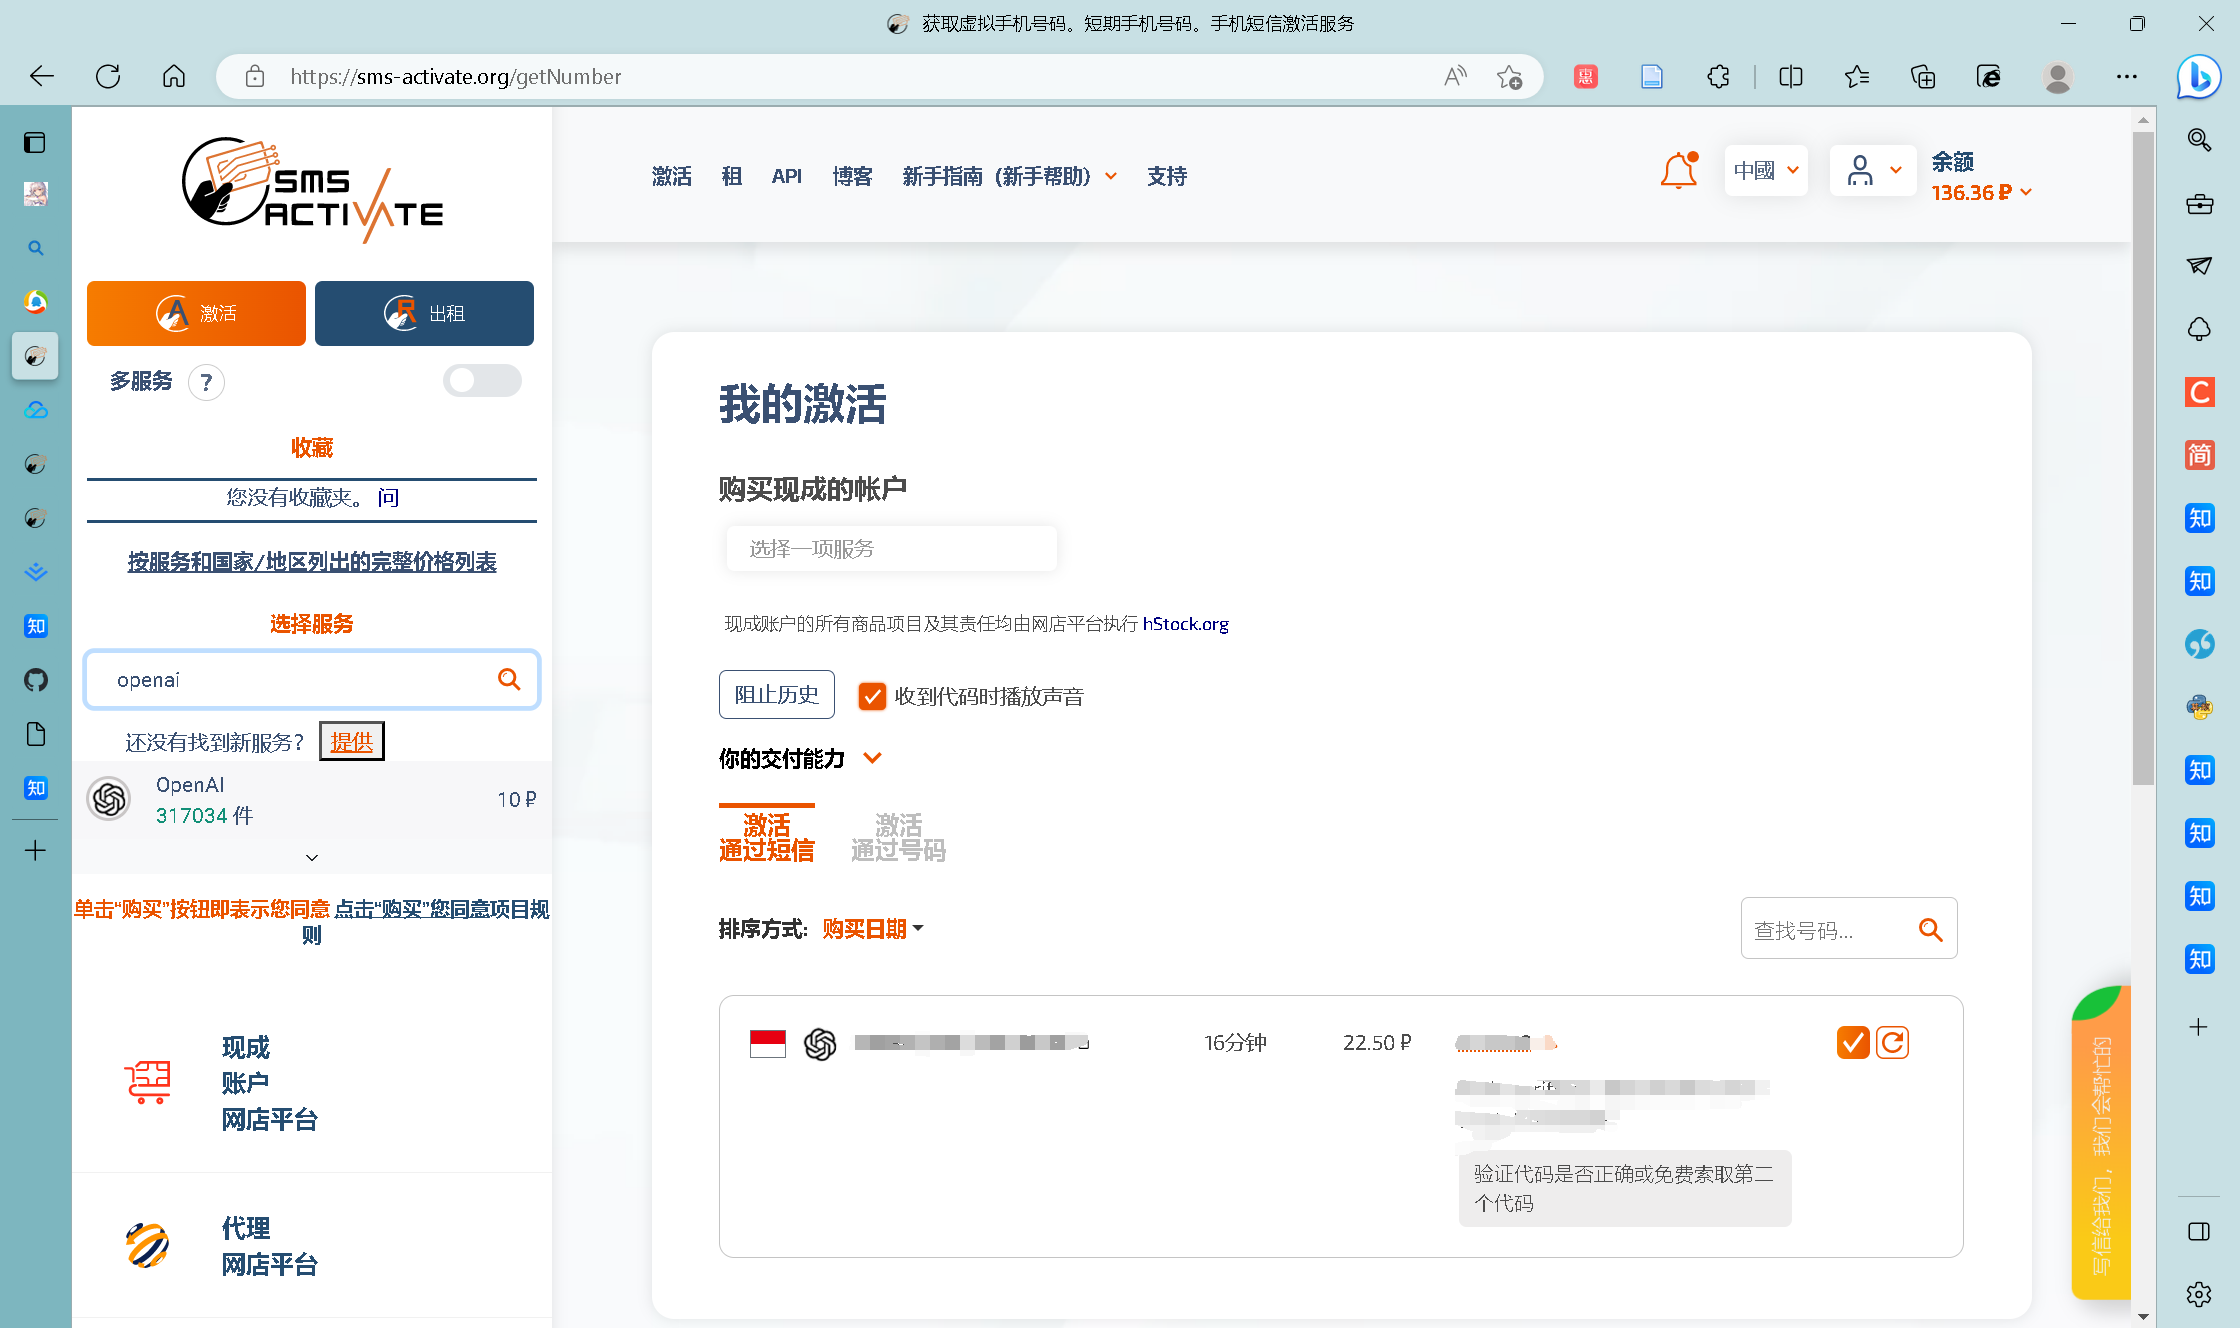 获取虚拟手机号码。短期手机号码。手机短信激活服务
https://sms-activate.org/getNumber
SMS
ACTIVATE
激活
租
API
博客
新手指南（新手帮助）
支持
中國
余额
136.36 ₽
激活
出租
多服务
?
收藏
您没有收藏夹。 问
按服务和国家/地区列出的完整价格列表
选择服务
openai
还没有找到新服务？ 提供
OpenAI
317034 件
10 ₽
单击“购买”按钮即表示您同意 点击“购买”您同意项目规
则
现成
账户
网店平台
代理
网店平台
我的激活
购买现成的帐户
选择一项服务
现成账户的所有商品项目及其责任均由网店平台执行 hStock.org
阻止历史
收到代码时播放声音
你的交付能力
激活
通过短信
激活
通过号码
排序方式: 购买日期
查找号码...
16分钟
22.50 ₽
验证代码是否正确或免费索取第二
个代码
写信给我们，我们会帮忙的
惠
C
简
知
知
知
知
知
知
知
知
知